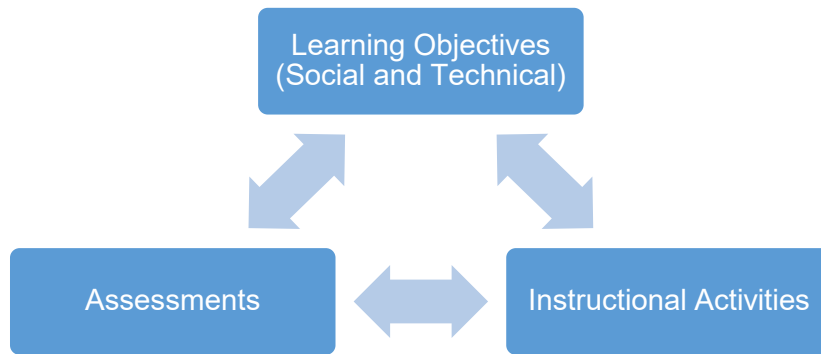 Learning Objectives
(Social and Technical)
Assessments
Instructional Activities